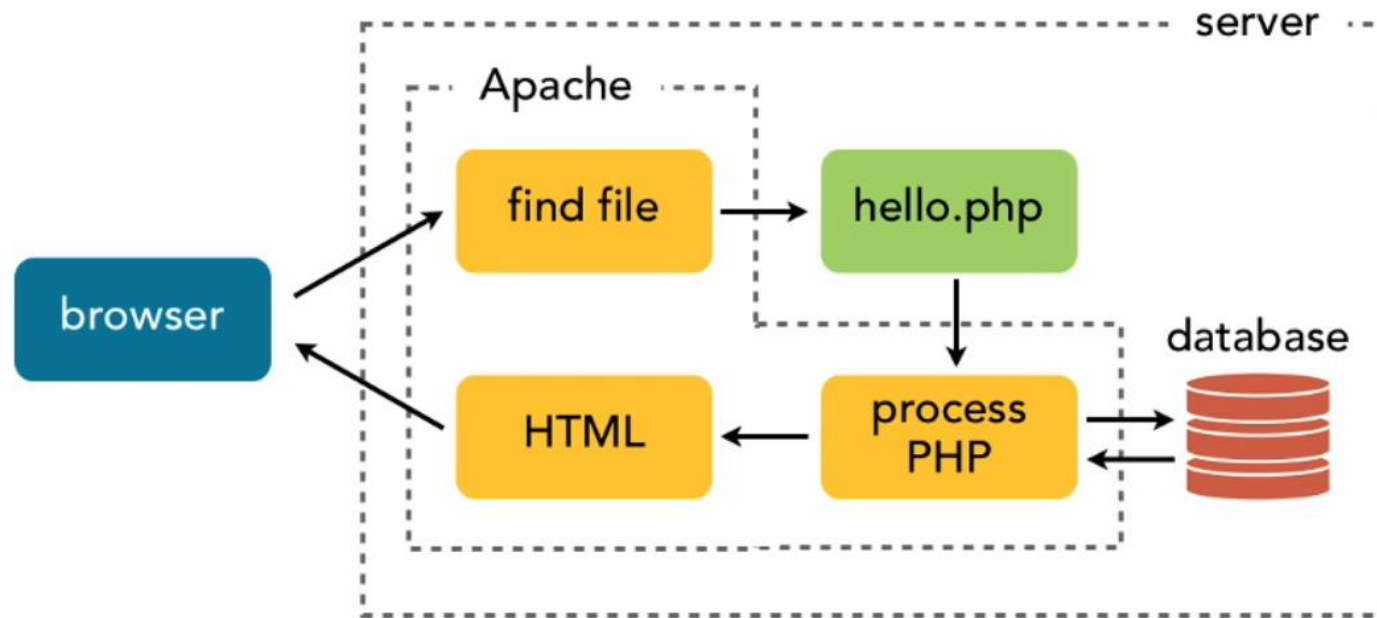 server
Apache
find file
hello.php
browser
database
HTML
process
PHP